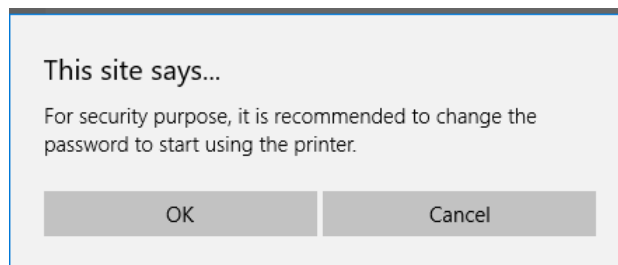 This site says...
For security purpose, it is recommended to change the
password to start using the printer.
OK
Cancel